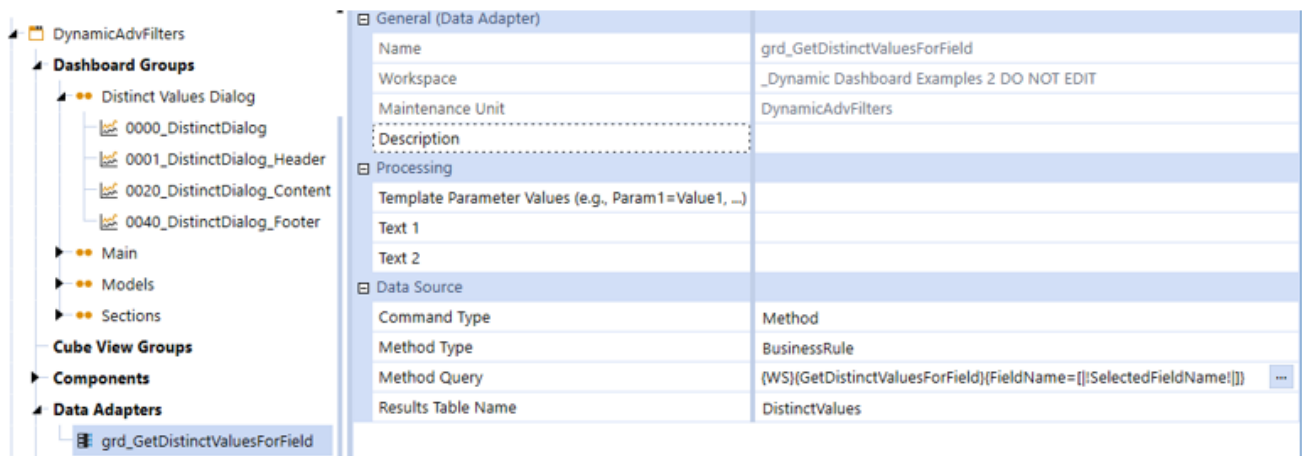 DynamicAdvFilters
Dashboard Groups
Distinct Values Dialog
0000_DistinctDialog
0001_DistinctDialog_Header
0020_DistinctDialog_Content
0040_DistinctDialog_Footer
Main
Models
Sections
Cube View Groups
Components
Data Adapters
grd_GetDistinctValuesForField
General (Data Adapter)
Name grd_GetDistinctValuesForField
Workspace _Dynamic Dashboard Examples 2 DO NOT EDIT
Maintenance Unit DynamicAdvFilters
Description
Processing
Template Parameter Values (e.g., Param1=Value1, ...)
Text 1
Text 2
Data Source
Command Type Method
Method Type BusinessRule
Method Query {WS}{GetDistinctValuesForField}{FieldName=[|!SelectedFieldName!|]} ...
Results Table Name DistinctValues